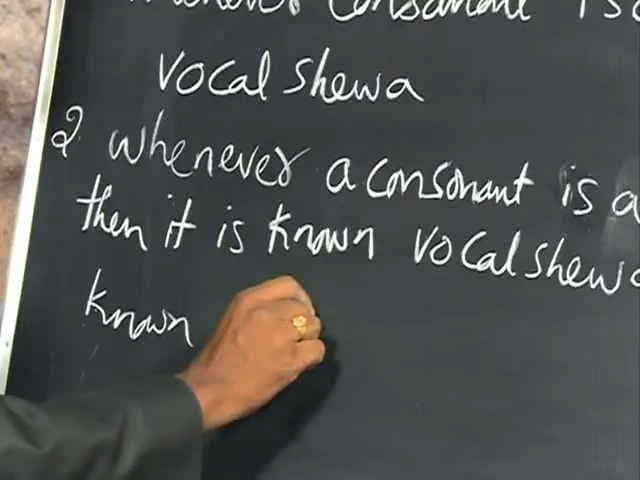 whenever consonant is
vocal shewa
2. whenever a consonant is a
then it is known vocal shewa
known